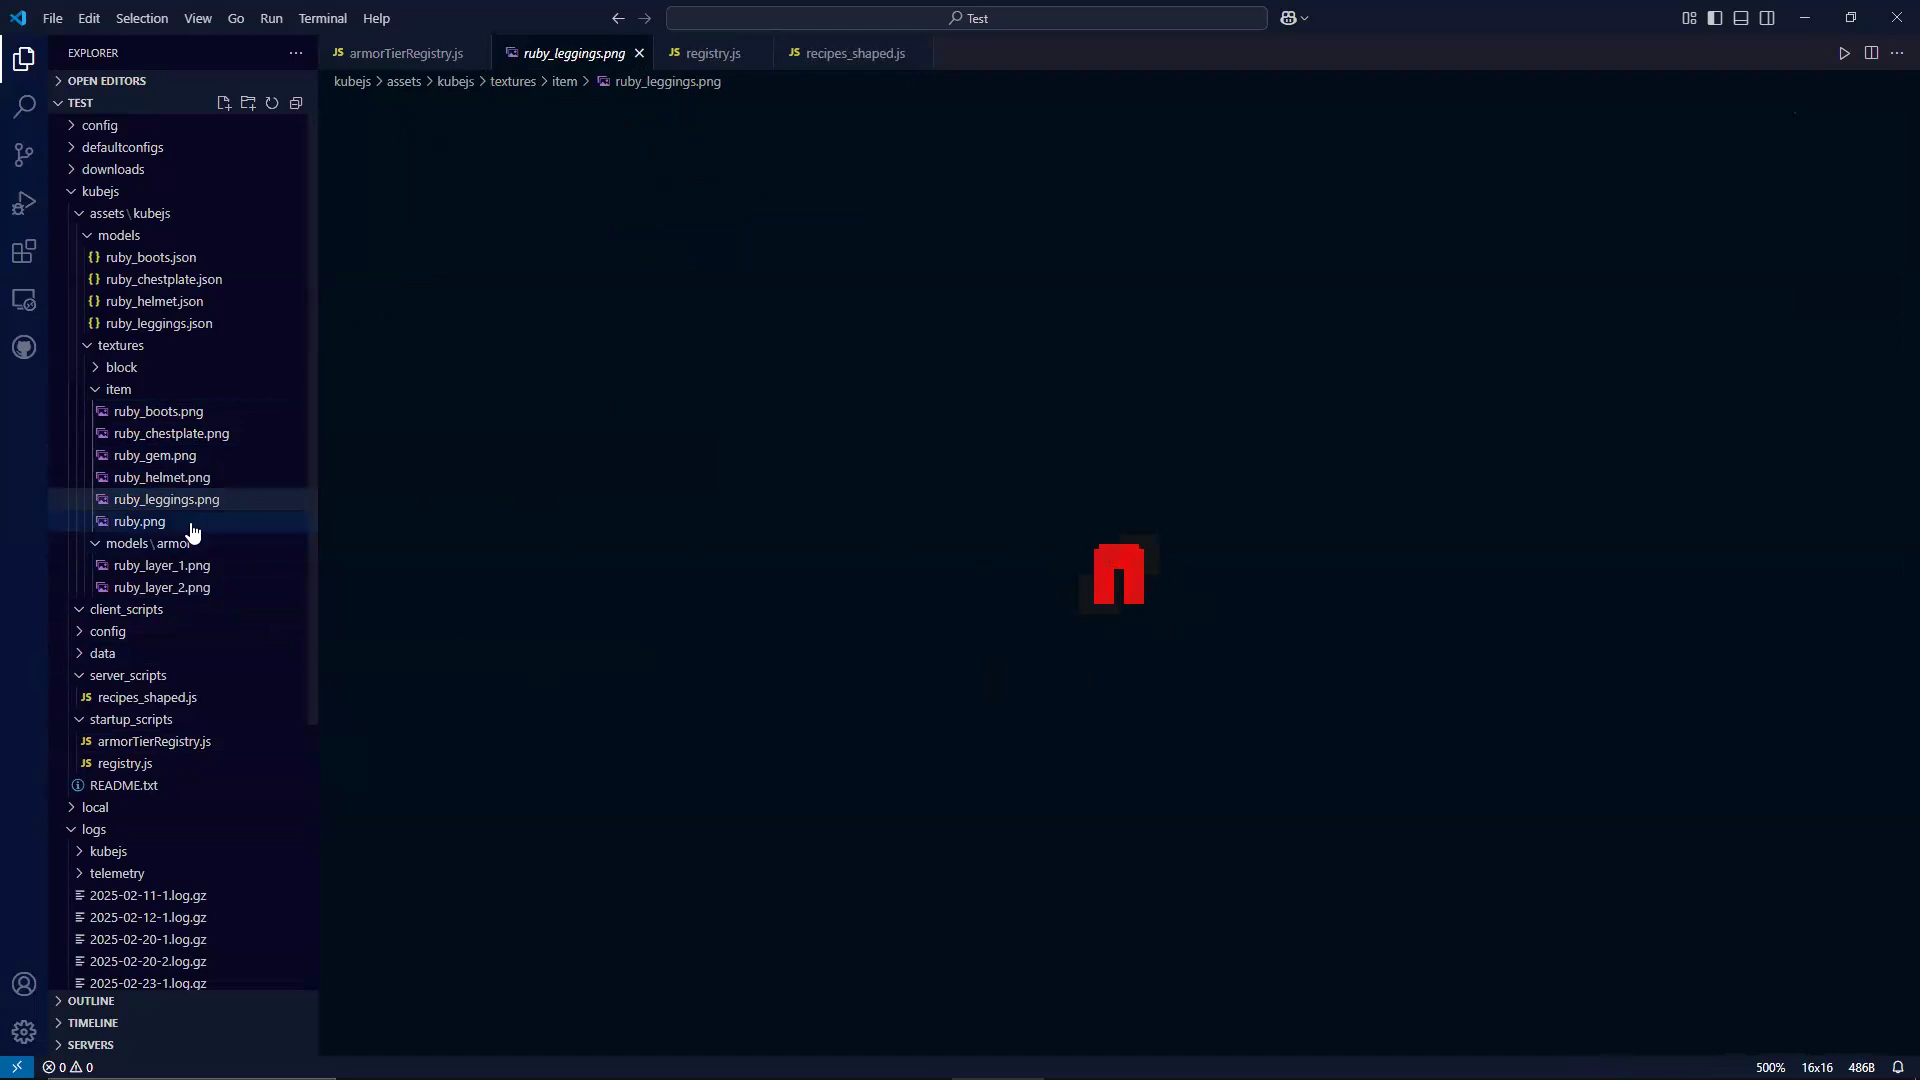 File Edit Selection View Go Run Terminal Help
Test
EXPLORER
armorTierRegistry.js
ruby_leggings.png
registry.js
recipes_shaped.js
kubejs > assets > kubejs > textures > item > ruby_leggings.png
OPEN EDITORS
TEST
config
defaultconfigs
downloads
kubejs
assets\kubejs
models
ruby_boots.json
ruby_chestplate.json
ruby_helmet.json
ruby_leggings.json
textures
block
item
ruby_boots.png
ruby_chestplate.png
ruby_gem.png
ruby_helmet.png
ruby_leggings.png
ruby.png
models\armor
ruby_layer_1.png
ruby_layer_2.png
client_scripts
config
data
server_scripts
JS recipes_shaped.js
startup_scripts
JS armorTierRegistry.js
JS registry.js
README.txt
local
logs
kubejs
telemetry
2025-02-11-1.log.gz
2025-02-12-1.log.gz
2025-02-20-1.log.gz
2025-02-20-2.log.gz
2025-02-23-1.log.gz
OUTLINE
TIMELINE
SERVERS
0 0
500% 16x16 486B